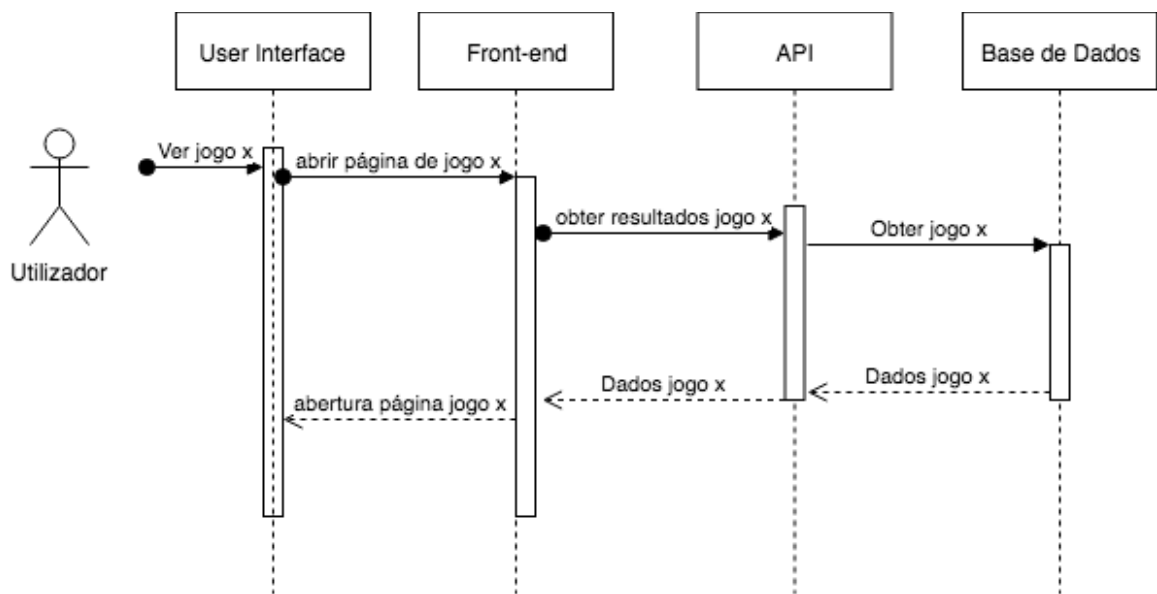 User Interface
Front-end
API
Base de Dados
Ver jogo x
abrir página de jogo x
obter resultados jogo x
Obter jogo x
Utilizador
Dados jogo x
Dados jogo x
abertura página jogo x